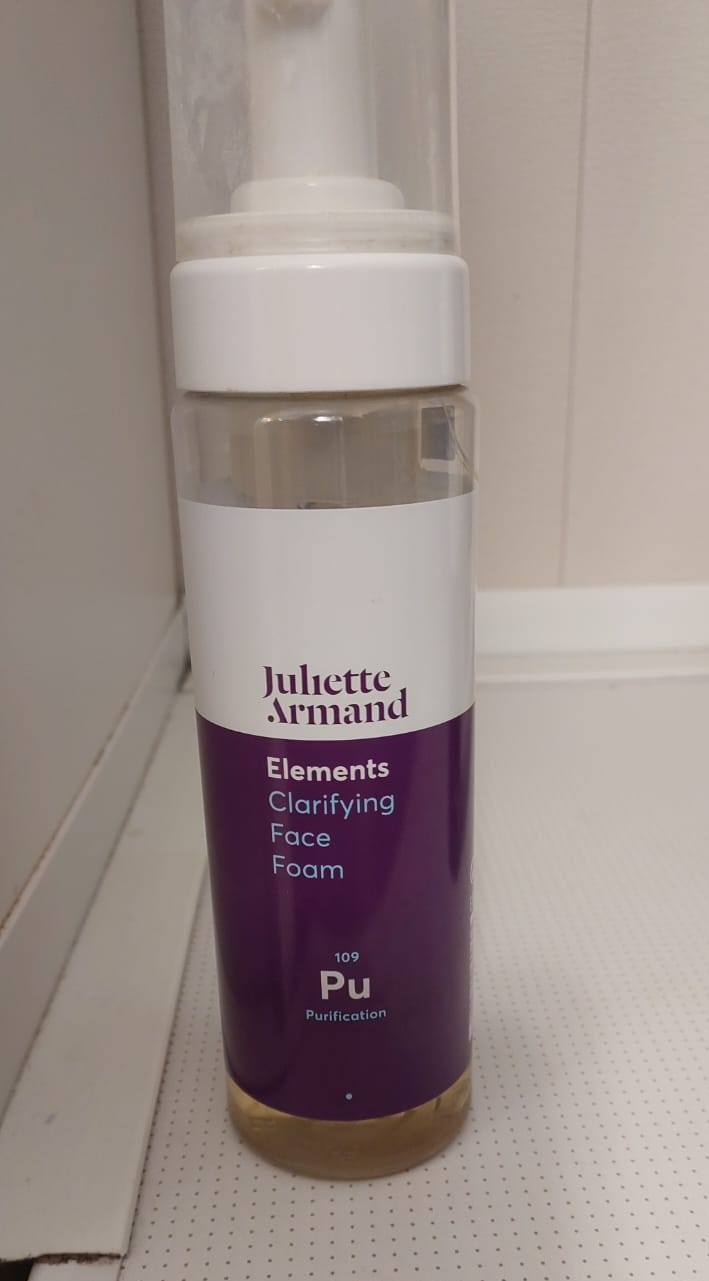 Juliette
Armand
Elements
Clarifying
Face
Foam
109
Pu
Purification